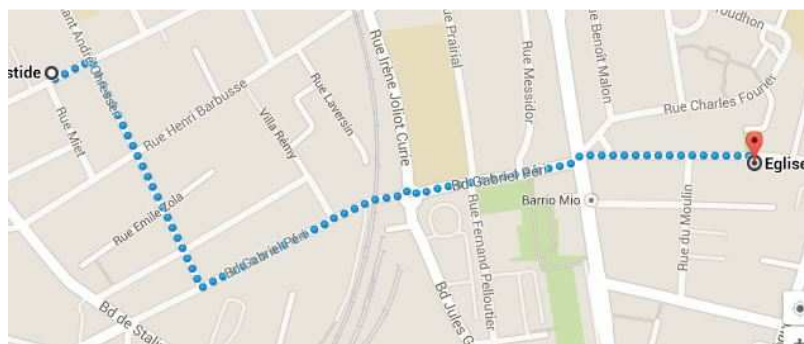 stide
Rue Miet
Rue Henri Barbusse
Rue Emile Zola
Villa Rémy
Rue Laversin
Bd Gabriel Péri
Bd de Stali
Rue Irène Joliot Curie
Bd Jules G
Rue Prairial
Bd Gabriel Péri
Rue Fernand Pelloutier
Rue Messidor
Barrio Mio
Rue Benoît Malon
Rue Charles Fourier
roudhon
Eglise
Rue du Moulin